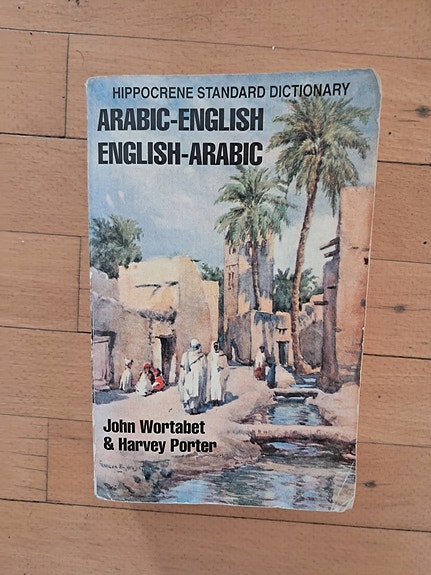 HIPPOCRENE STANDARD DICTIONARY
ARABIC-ENGLISH
ENGLISH-ARABIC
John Wortabet
& Harvey Porter